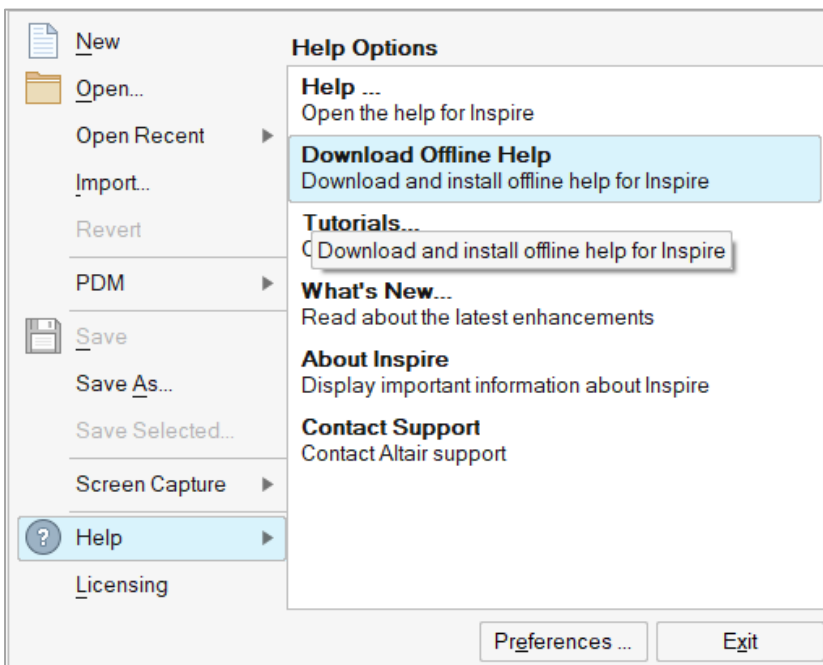 New
Open...
Open Recent
Import...
Revert
PDM
Save
Save As...
Save Selected...
Screen Capture
Help
Licensing
Help Options
Help ...
Open the help for Inspire
Download Offline Help
Download and install offline help for Inspire
Tutorials...
Download and install offline help for Inspire
What's New...
Read about the latest enhancements
About Inspire
Display important information about Inspire
Contact Support
Contact Altair support
Preferences ...
Exit